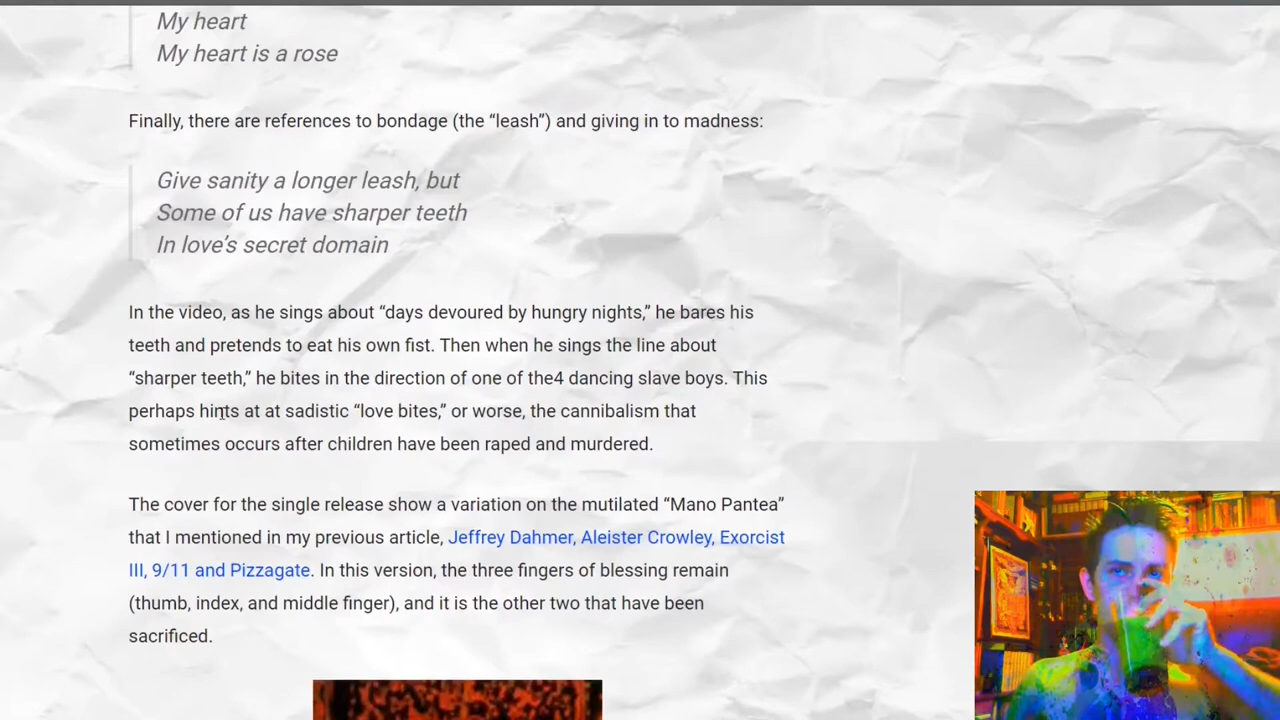 My heart
My heart is a rose
Finally, there are references to bondage (the “leash”) and giving in to madness:
Give sanity a longer leash, but
Some of us have sharper teeth
In love’s secret domain
In the video, as he sings about “days devoured by hungry nights,” he bares his
teeth and pretends to eat his own fist. Then when he sings the line about
“sharper teeth,” he bites in the direction of one of the4 dancing slave boys. This
perhaps hints at at sadistic “love bites,” or worse, the cannibalism that
sometimes occurs after children have been raped and murdered.
The cover for the single release show a variation on the mutilated “Mano Pantea”
that I mentioned in my previous article, Jeffrey Dahmer, Aleister Crowley, Exorcist
III, 9/11 and Pizzagate. In this version, the three fingers of blessing remain
(thumb, index, and middle finger), and it is the other two that have been
sacrificed.